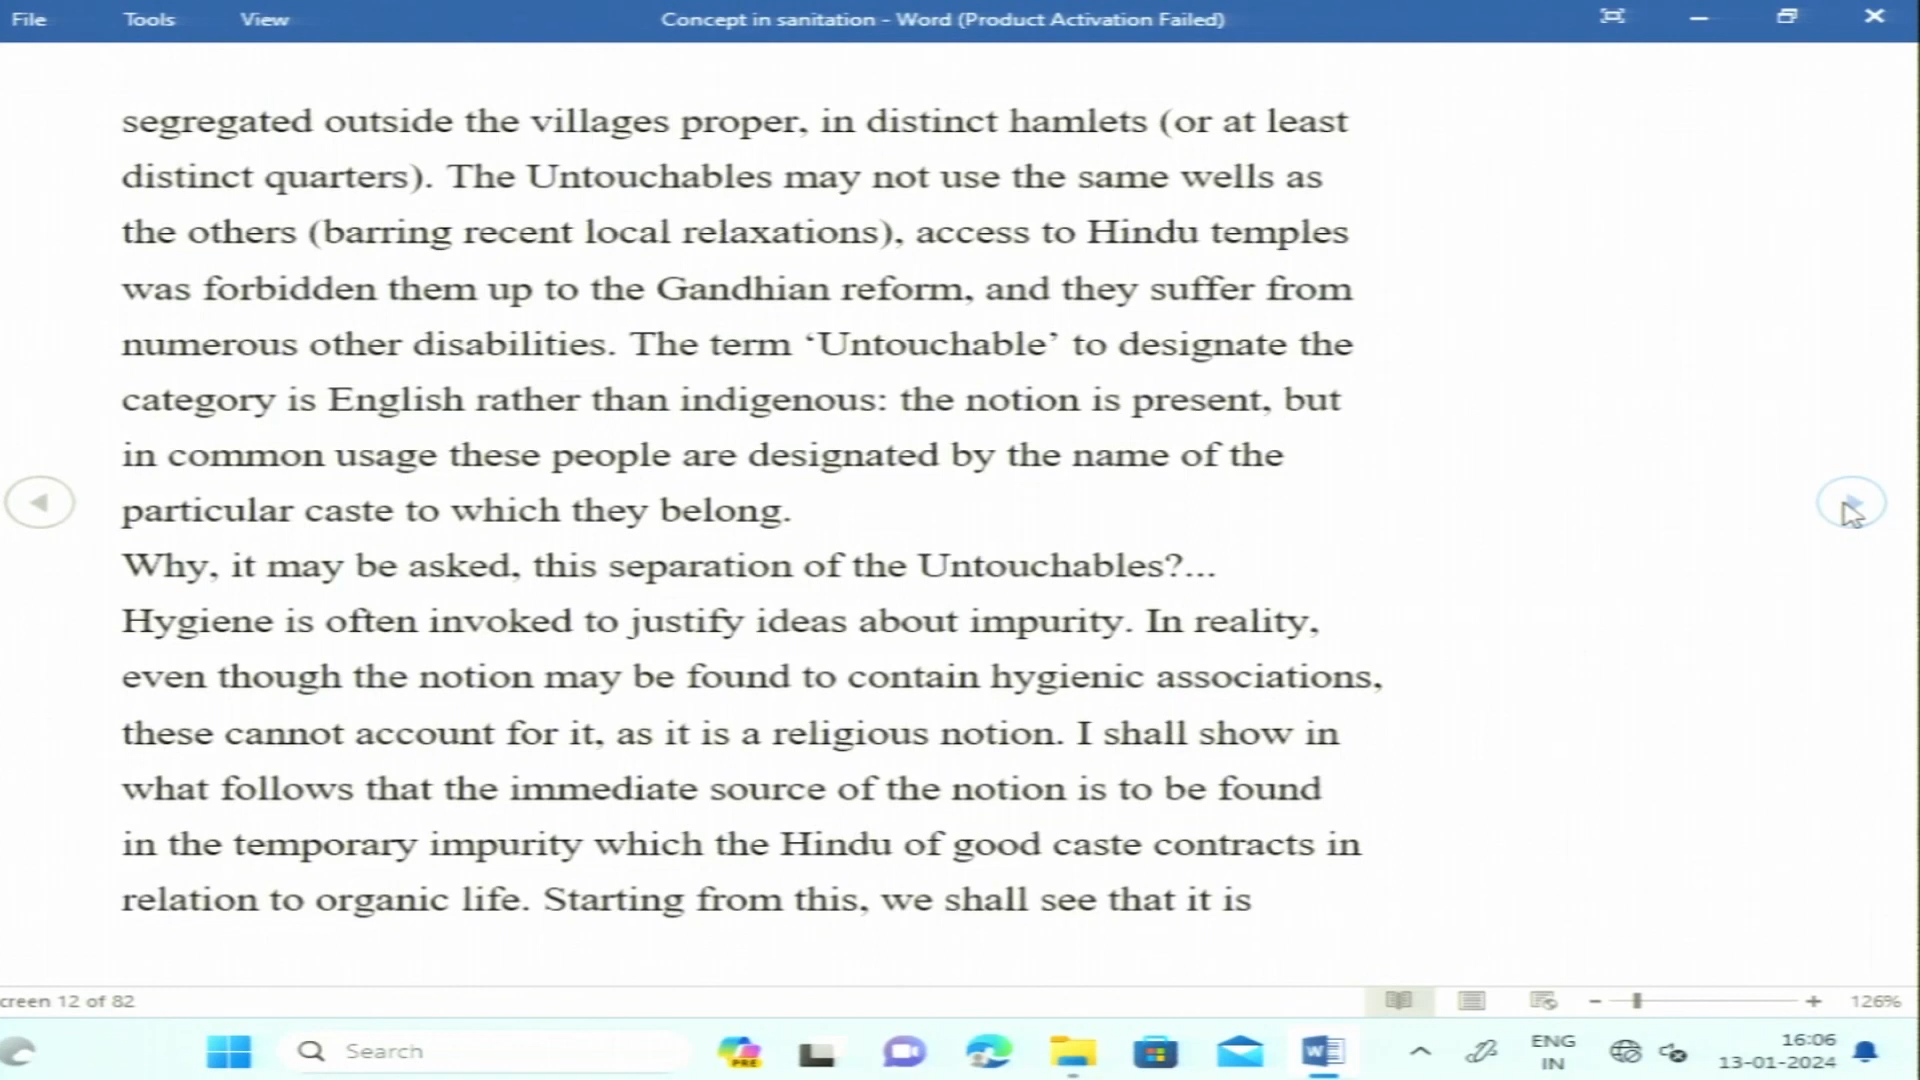 File Tools View Concept in sanitation - Word (Product Activation Failed)
segregated outside the villages proper, in distinct hamlets (or at least
distinct quarters). The Untouchables may not use the same wells as
the others (barring recent local relaxations), access to Hindu temples
was forbidden them up to the Gandhian reform, and they suffer from
numerous other disabilities. The term ‘Untouchable’ to designate the
category is English rather than indigenous: the notion is present, but
in common usage these people are designated by the name of the
particular caste to which they belong.
Why, it may be asked, this separation of the Untouchables?...
Hygiene is often invoked to justify ideas about impurity. In reality,
even though the notion may be found to contain hygienic associations,
these cannot account for it, as it is a religious notion. I shall show in
what follows that the immediate source of the notion is to be found
in the temporary impurity which the Hindu of good caste contracts in
relation to organic life. Starting from this, we shall see that it is
creen 12 of 82 126%
Search PRE W ENG 16:06
IN 13-01-2024